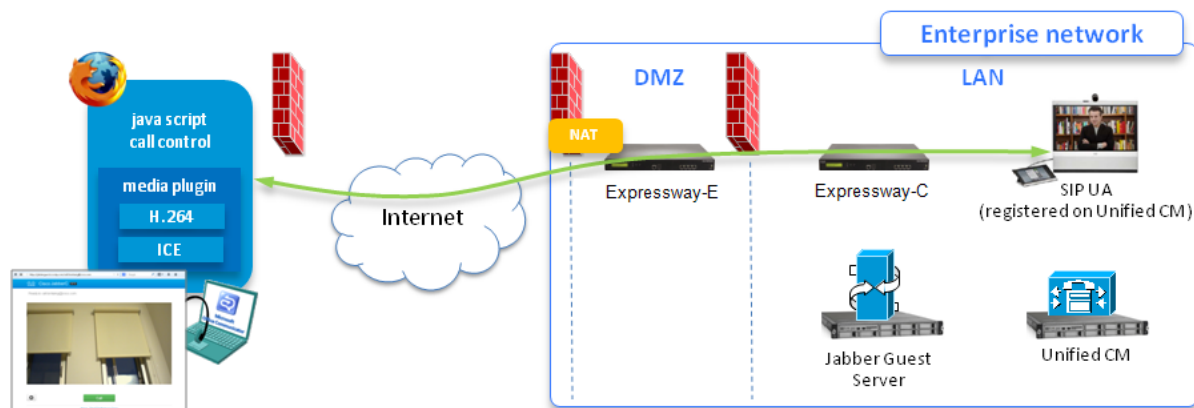 Enterprise network
DMZ
LAN
java script
call control
NAT
media plugin
H.264
ICE
Internet
Expressway-E
Expressway-C
SIP UA
(registered on Unified CM)
Jabber Guest
Server
Unified CM